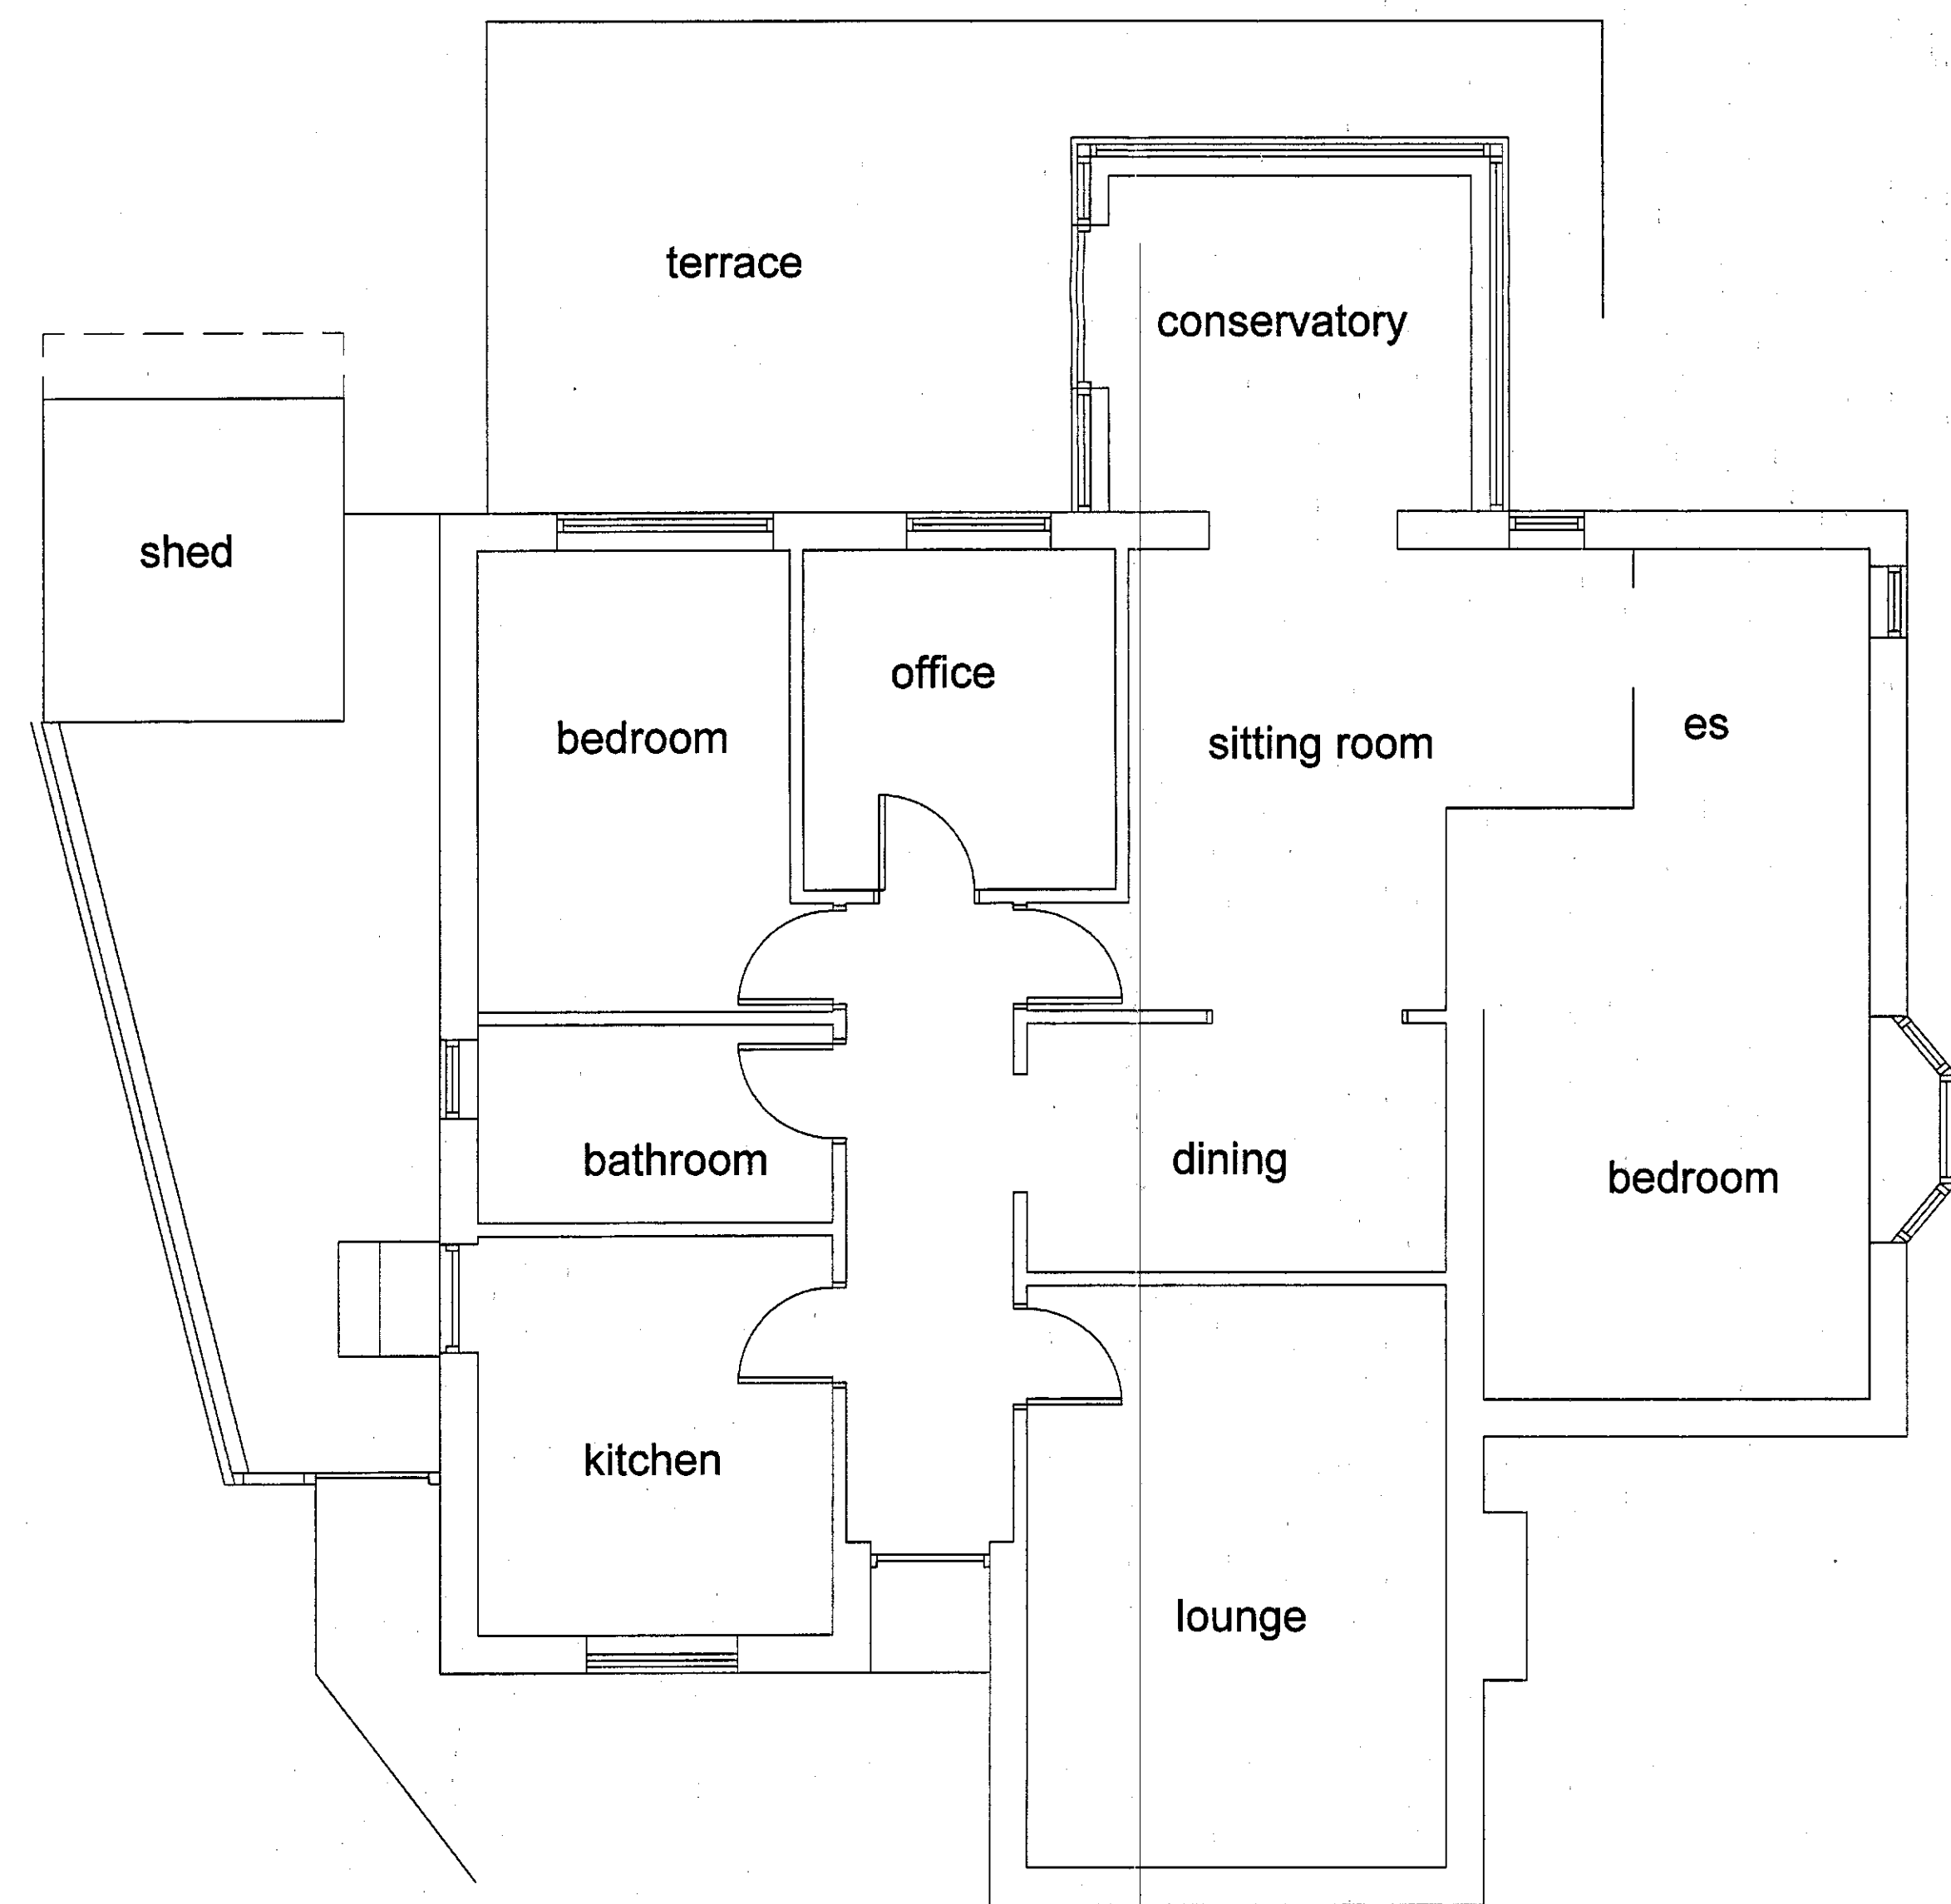 terrace
conservatory
shed
office
bedroom
sitting room
es
bathroom
dining
bedroom
kitchen
lounge